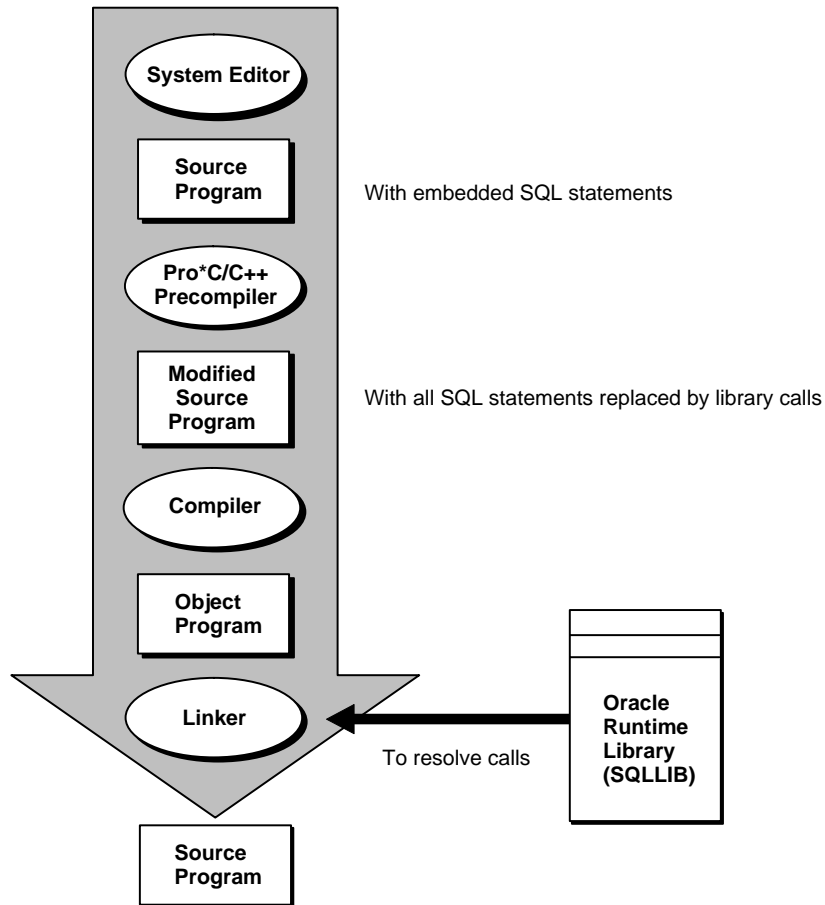 System Editor
Source
Program
With embedded SQL statements
Pro*C/C++
Precompiler
Modified
Source
Program
With all SQL statements replaced by library calls
Compiler
Object
Program
Linker
To resolve calls
Oracle
Runtime
Library
(SQLLIB)
Source
Program